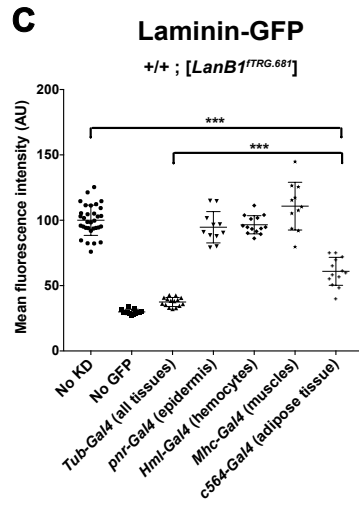 C
Laminin-GFP
+/+ ; [LanB1fTRG.681]
Mean fluorescence intensity (AU)
200
150
100
50
0
***
***
No KD
No GFP
Tub-Gal4 (all tissues)
pnr-Gal4 (epidermis)
Hml-Gal4 (hemocytes)
Mhc-Gal4 (muscles)
c564-Gal4 (adipose tissue)